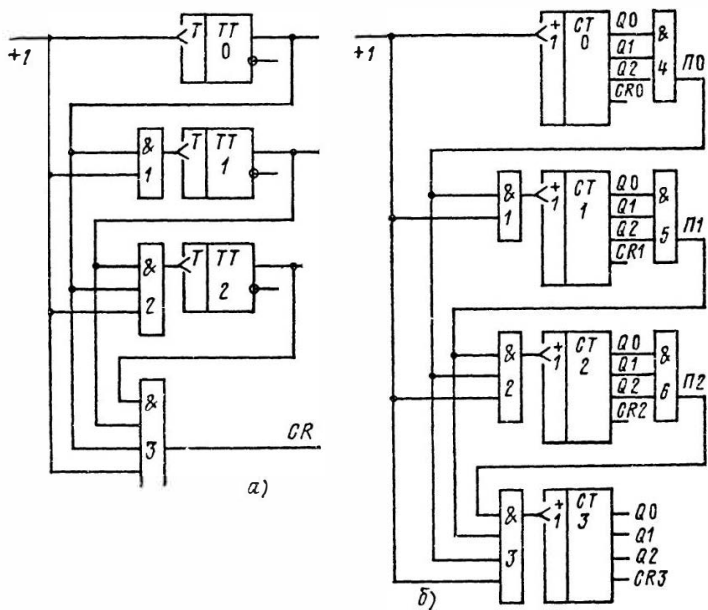 +1
T TT 0
& 1
T TT 1
& 2
T TT 2
& 3
CR
а)
+1
+1 CT 0
Q0
Q1
Q2
CR0
& 4
П0
& 1
+1 CT 1
Q0
Q1
Q2
CR1
& 5
П1
& 2
+1 CT 2
Q0
Q1
Q2
CR2
& 6
П2
& 3
+1 CT 3
Q0
Q1
Q2
CR3
б)